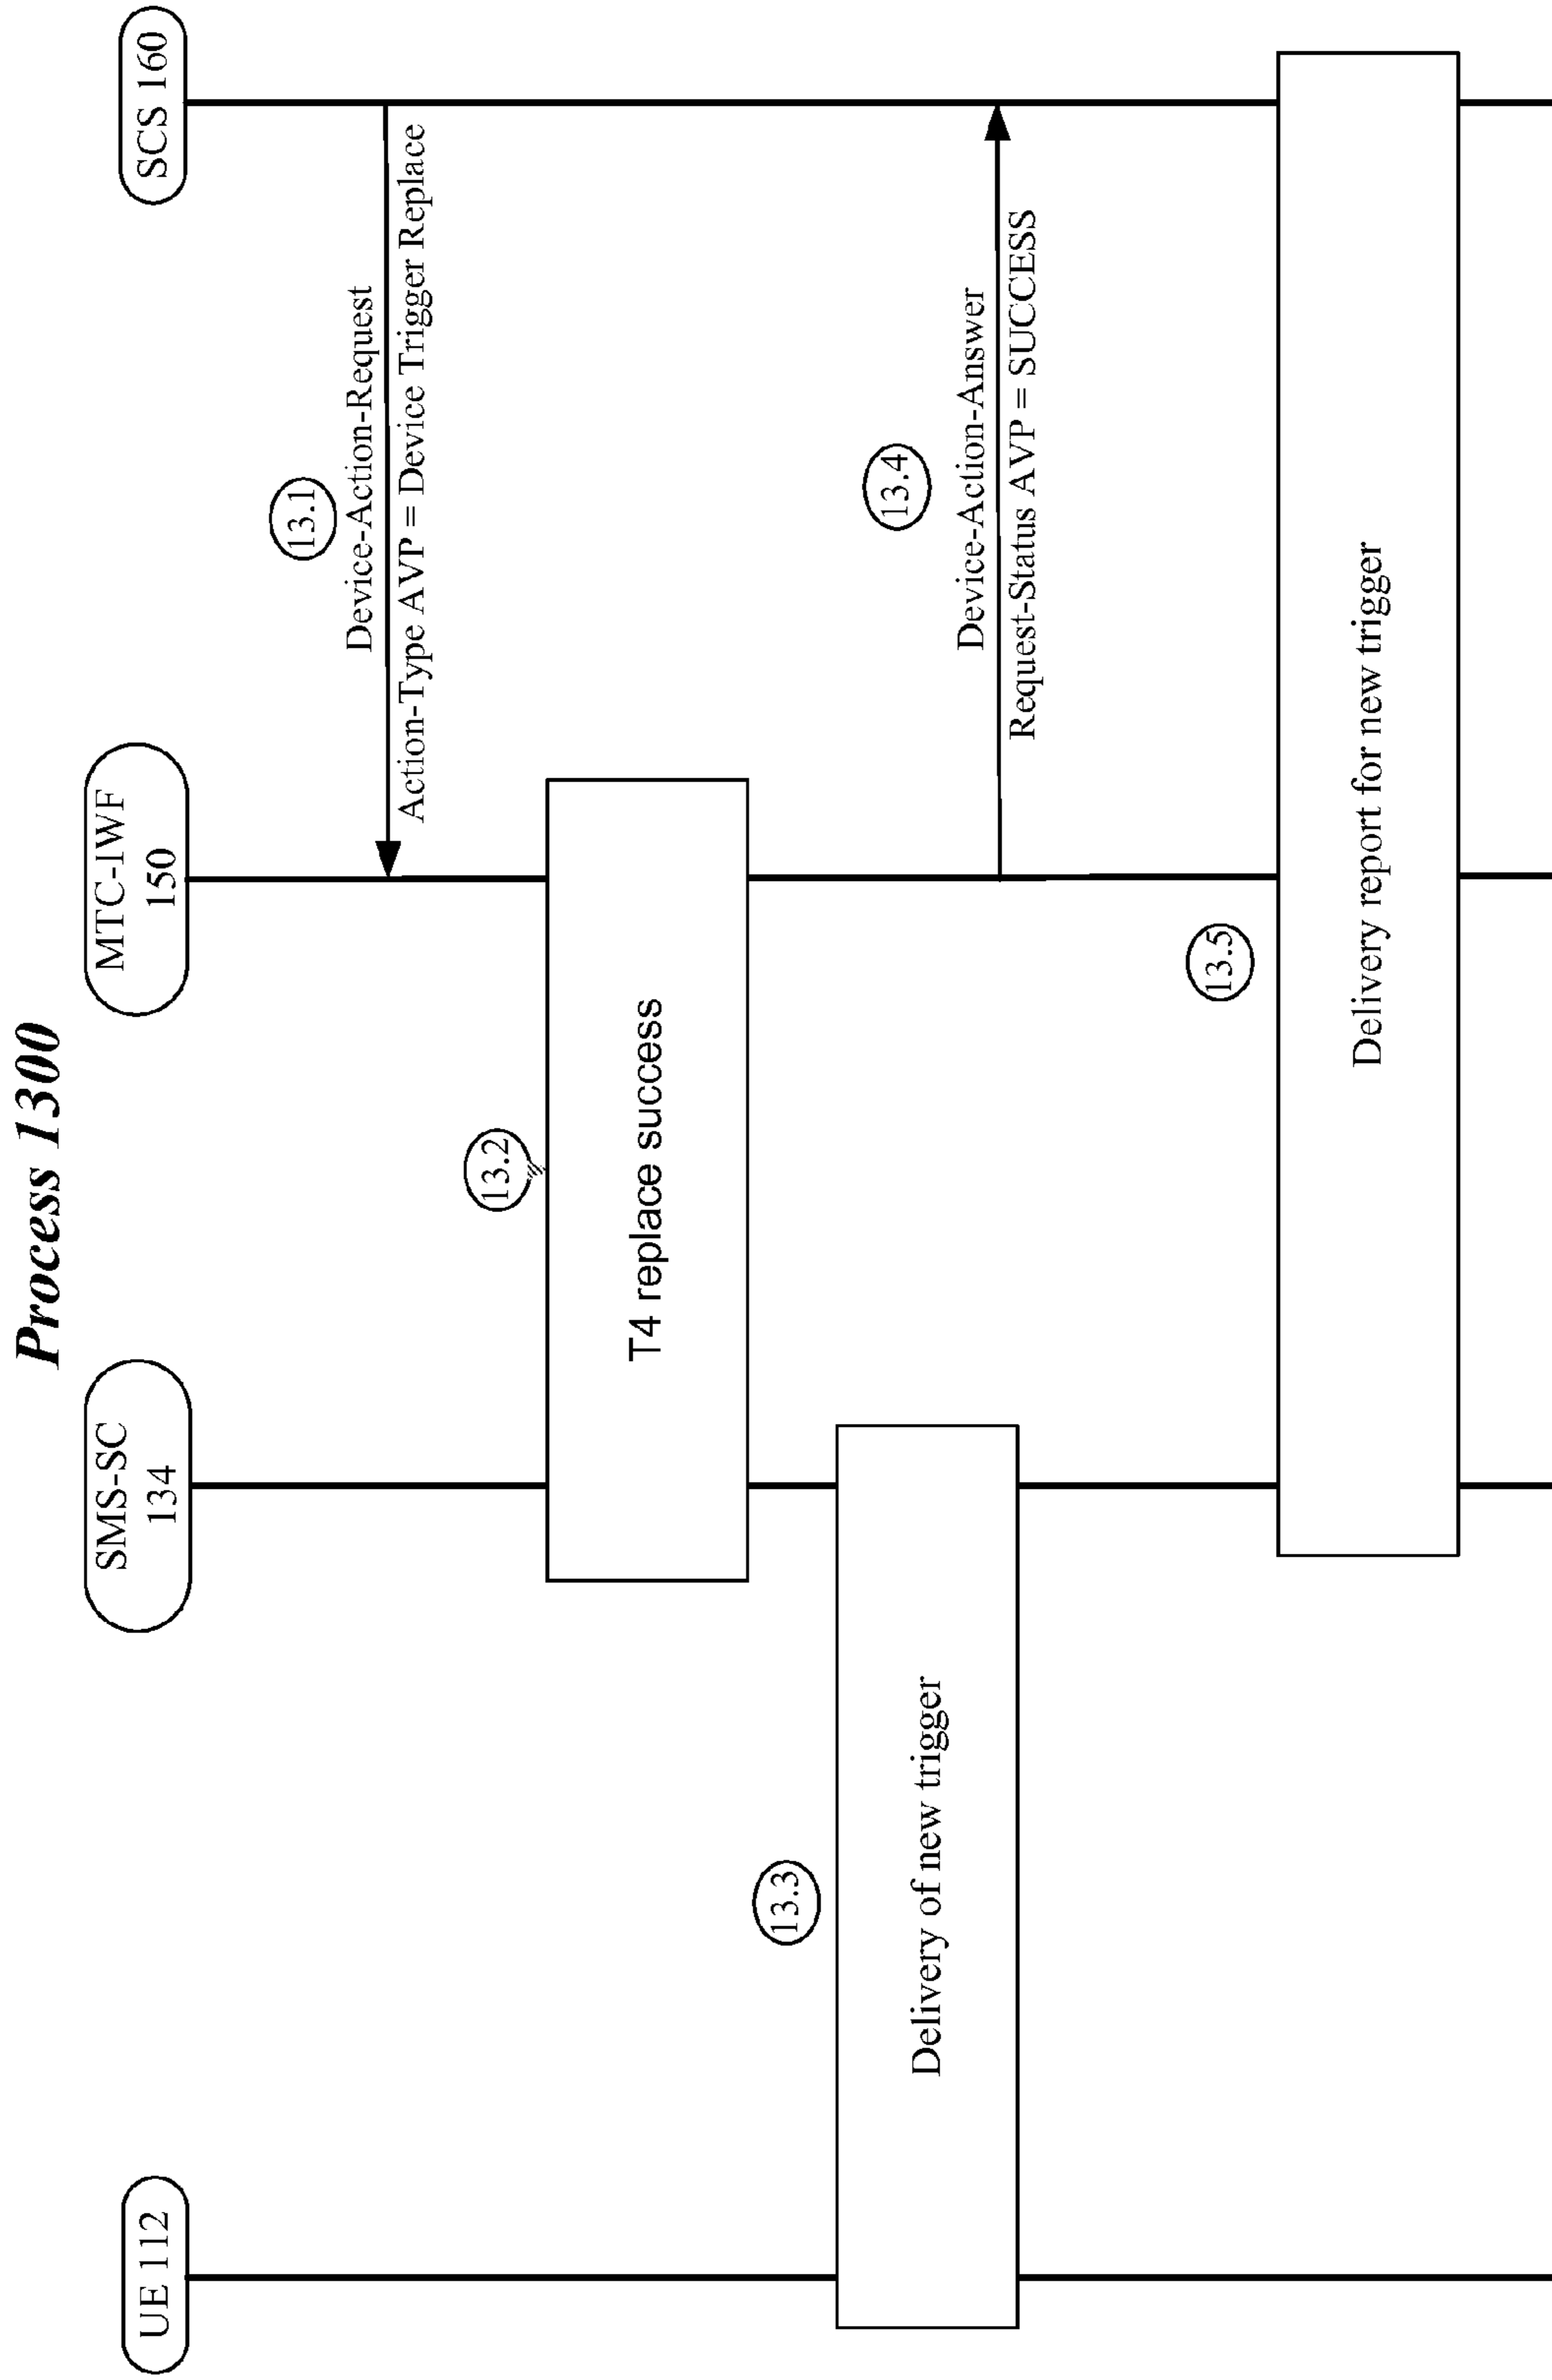 Process 1300
UE 112
SMS-SC
134
MTC-IWF
150
SCS 160
13.1
Device-Action-Request
Action-Type AVP = Device Trigger Replace
13.2
T4 replace success
13.3
Delivery of new trigger
13.4
Device-Action-Answer
Request-Status AVP = SUCCESS
13.5
Delivery report for new trigger